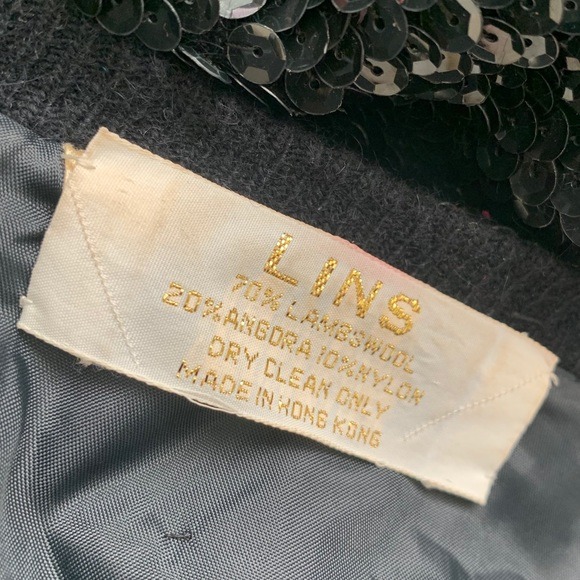 LINS
70% LAMBSWOOL
20% ANGORA 10% NYLON
DRY CLEAN ONLY
MADE IN HONG KONG